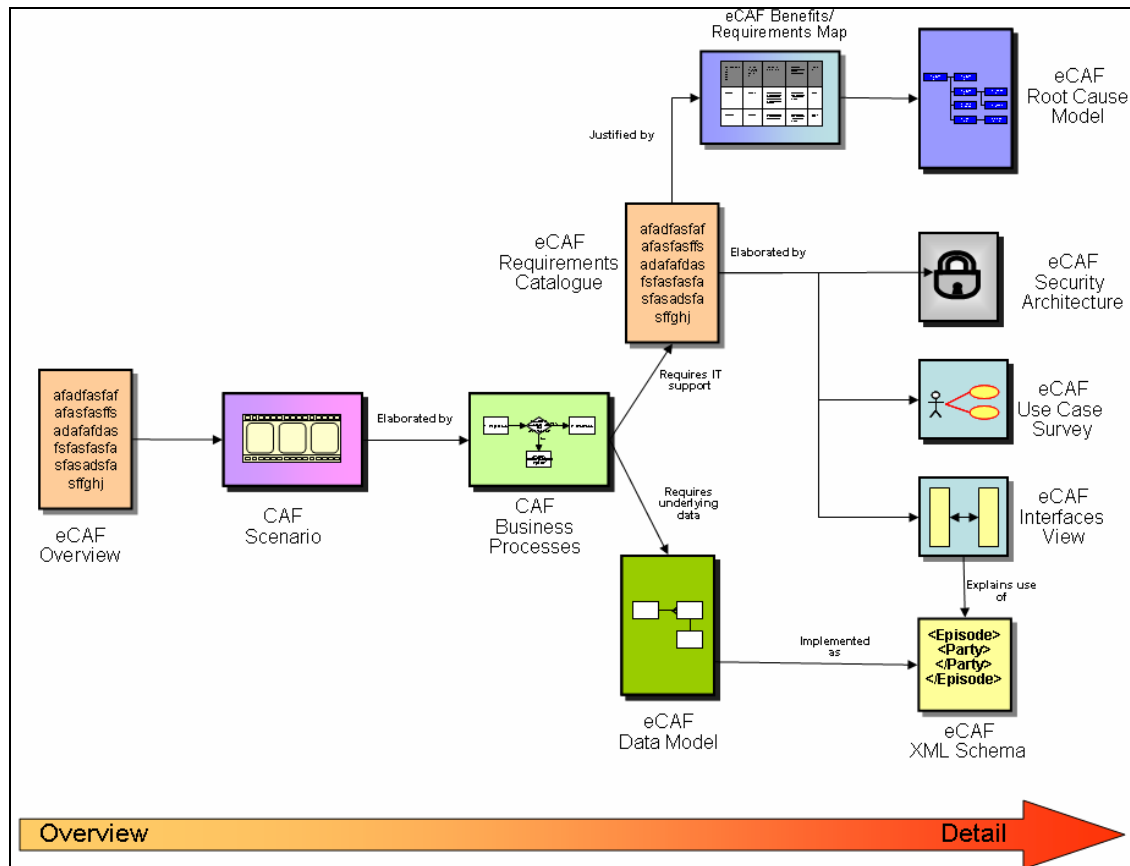 eCAF Benefits/
Requirements Map
eCAF
Root Cause
Model
Justified by
afadfasfaf
afasfasffs
adafafdas
fsfasfasfa
sfasadsfa
sffghj
eCAF
Requirements
Catalogue
Elaborated by
eCAF
Security
Architecture
Requires IT
support
eCAF
Use Case
Survey
afadfasfaf
afasfasffs
adafafdas
fsfasfasfa
sfasadsfa
sffghj
eCAF
Overview
CAF
Scenario
Elaborated by
CAF
Business
Processes
Requires
underlying
data
eCAF
Interfaces
View
Explains use
of
eCAF
Data Model
Implemented
as
<Episode>
<Party>
</Party>
</Episode>
eCAF
XML Schema
Overview
Detail